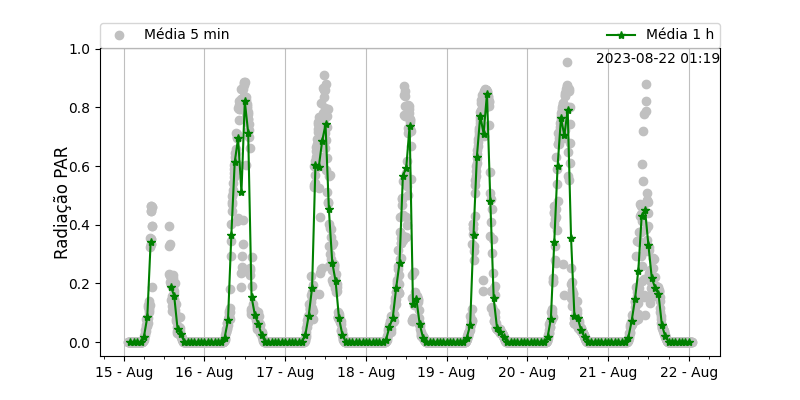 Média 5 min
Média 1 h
2023-08-22 01:19
Radiação PAR
1.0
0.8
0.6
0.4
0.2
0.0
15 - Aug
16 - Aug
17 - Aug
18 - Aug
19 - Aug
20 - Aug
21 - Aug
22 - Aug